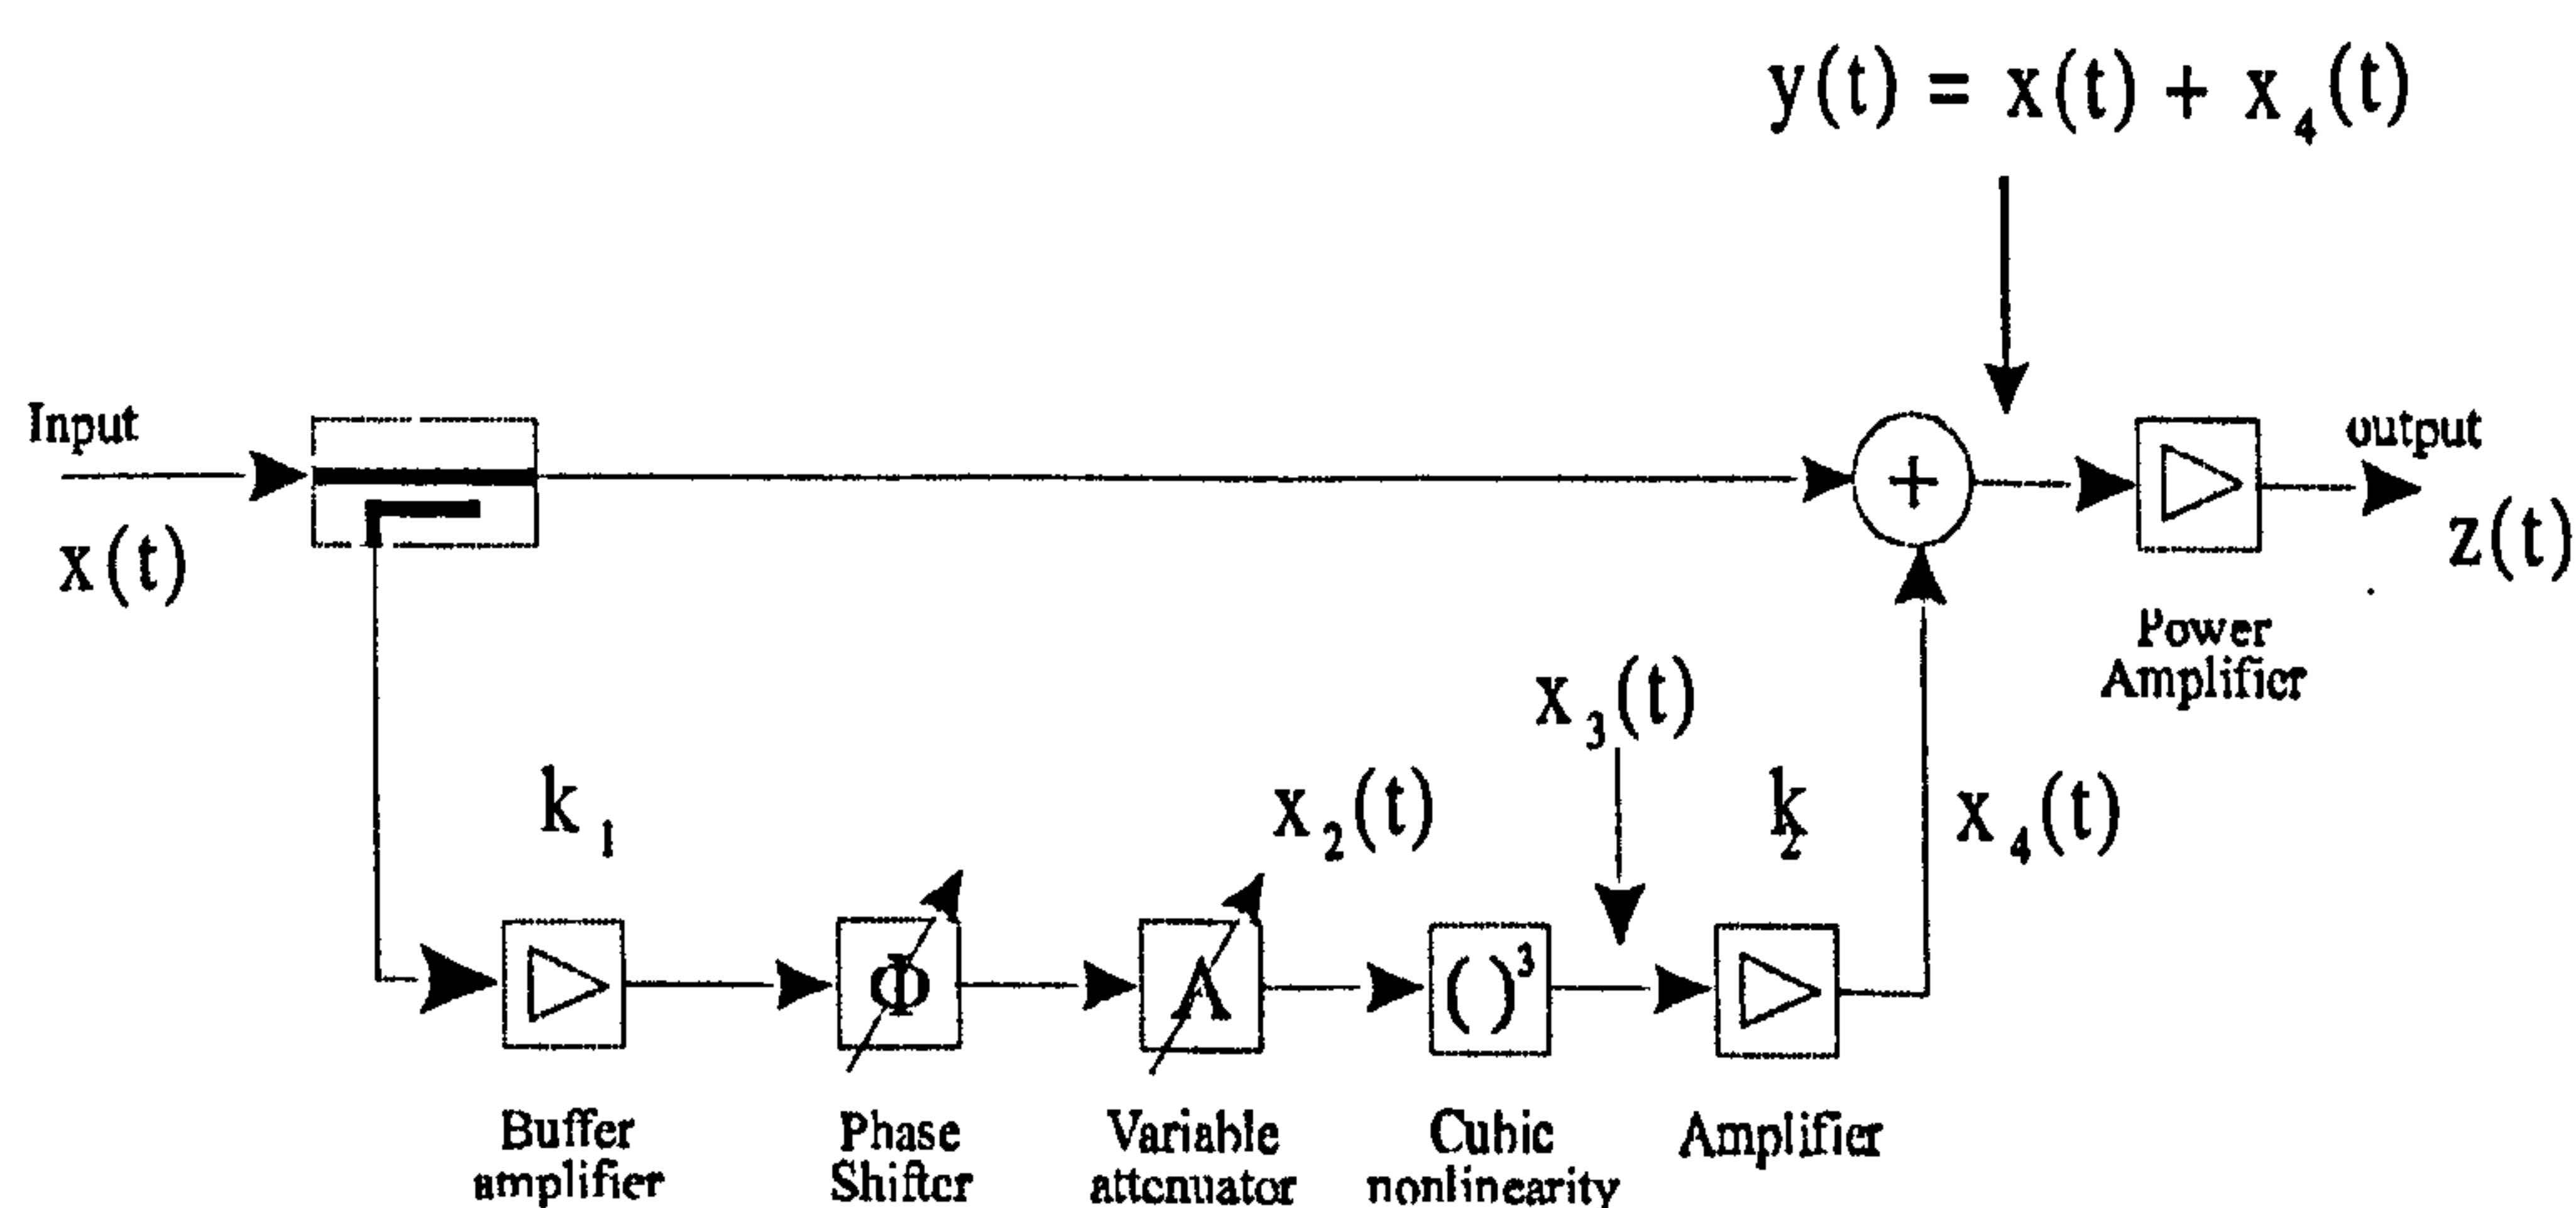 y(t) = x(t) + x₄(t)
Input
output
x(t)
z(t)
Power
Amplifier
x₃(t)
k₁
x₂(t)
k₂
x₄(t)
Φ
A
( )³
Buffer
amplifier
Phase
Shifter
Variable
attenuator
Cubic
nonlinearity
Amplifier